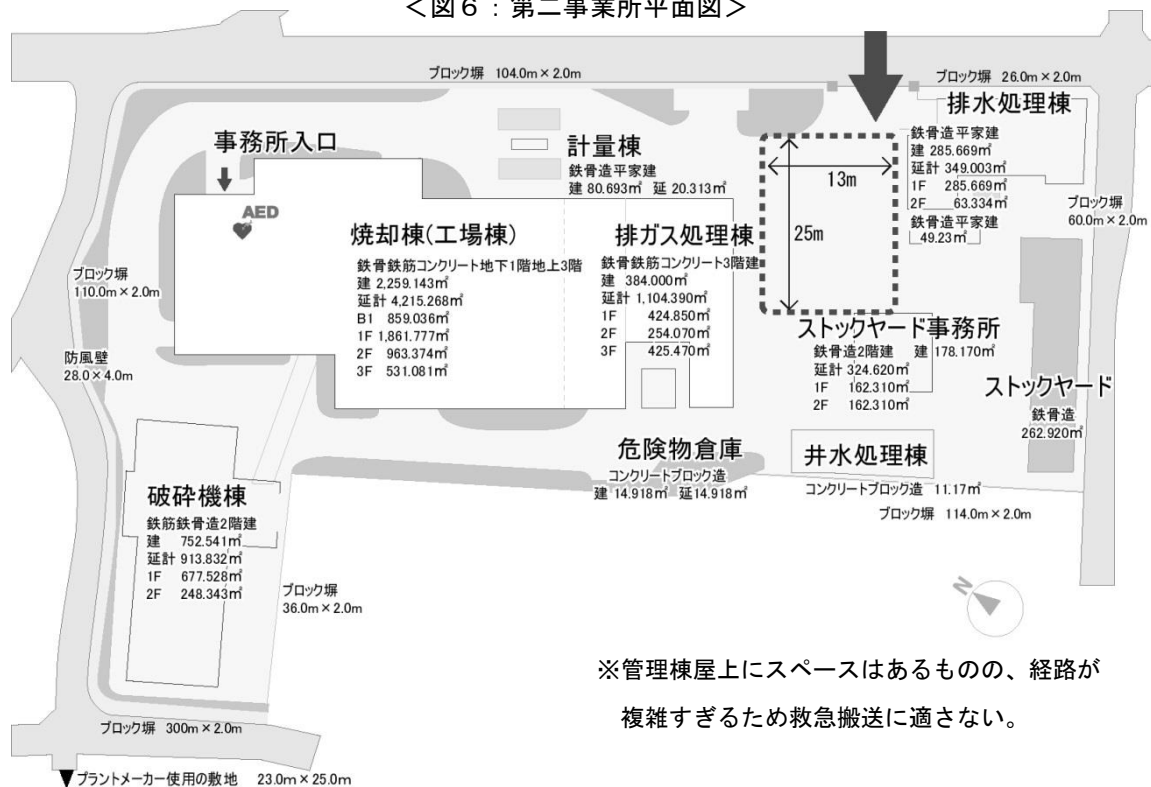 ＜図６：第二事業所平面図＞
ブロック塀 104.0m×2.0m
ブロック塀 26.0m×2.0m
排水処理棟
鉄骨造平家建
建 285.669㎡
延計 349.003㎡
1F 285.669㎡
2F 63.334㎡
鉄骨造平家建
49.23㎡
ブロック塀
60.0m×2.0m
事務所入口
AED
計量棟
鉄骨造平家建
建 80.693㎡ 延 20.313㎡
13m
25m
焼却棟(工場棟)
鉄骨鉄筋コンクリート地下1階地上3階
建 2,259.143㎡
延計 4,215.268㎡
B1 859.036㎡
1F 1,861.777㎡
2F 963.374㎡
3F 531.081㎡
排ガス処理棟
鉄骨鉄筋コンクリート3階建
建 384.000㎡
延計 1,104.390㎡
1F 424.850㎡
2F 254.070㎡
3F 425.470㎡
ブロック塀
110.0m×2.0m
防風壁
28.0×4.0m
ストックヤード事務所
鉄骨造2階建 建 178.170㎡
延計 324.620㎡
1F 162.310㎡
2F 162.310㎡
ストックヤード
鉄骨造
262.920㎡
危険物倉庫
コンクリートブロック造
建 14.918㎡ 延14.918㎡
井水処理棟
コンクリートブロック造 11.17㎡
ブロック塀 114.0m×2.0m
破砕機棟
鉄筋鉄骨造2階建
建 752.541㎡
延計 913.832㎡
1F 677.528㎡
2F 248.343㎡
ブロック塀
36.0m×2.0m
N
※管理棟屋上にスペースはあるものの、経路が
複雑すぎるため救急搬送に適さない。
ブロック塀 300m×2.0m
▼プラントメーカー使用の敷地 23.0m×25.0m